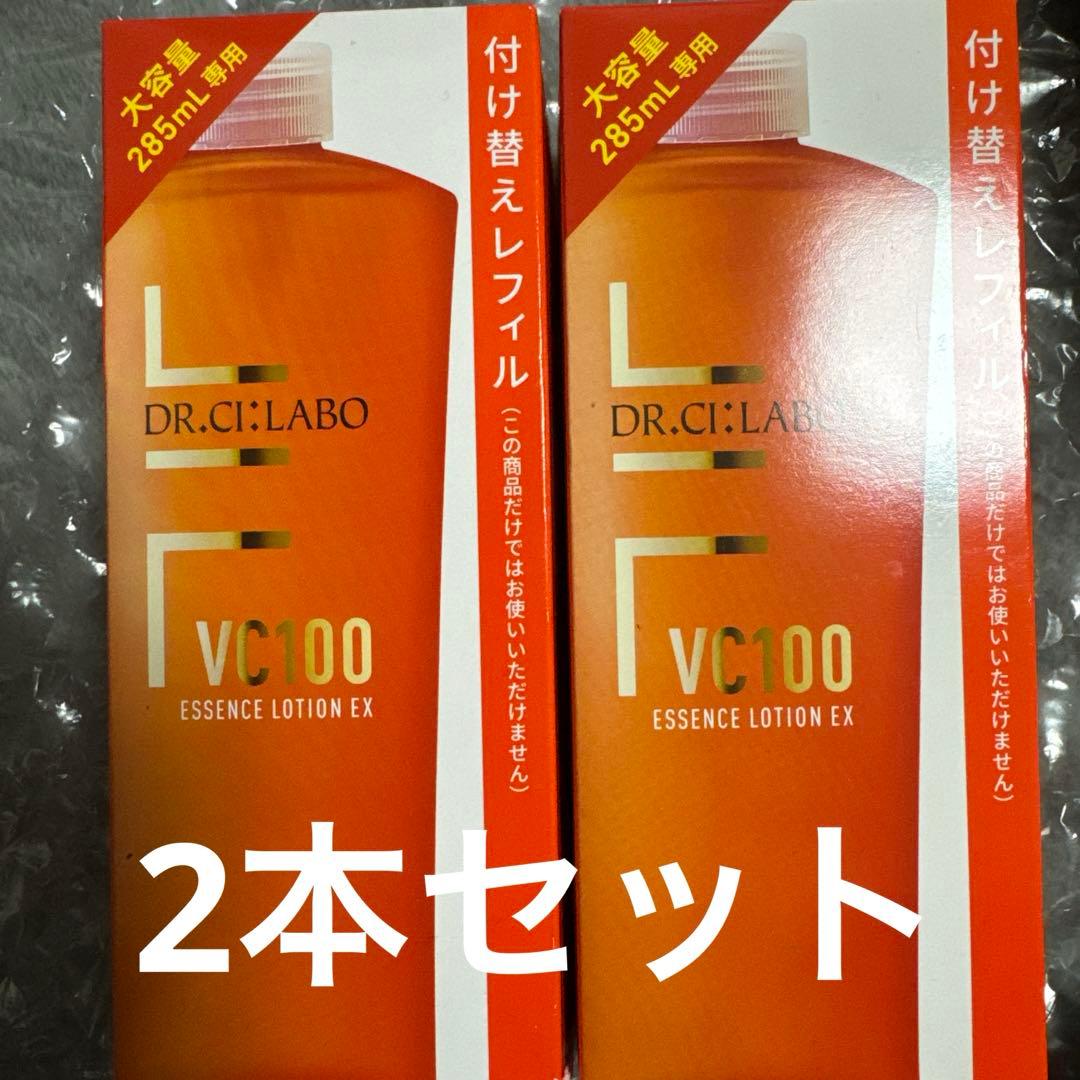 大容量
285mL専用
付け替えレフィル
(この商品だけではお使いいただけません)
DR.CI:LABO
VC100
ESSENCE LOTION EX
大容量
285mL専用
付け替えレフィル
(この商品だけではお使いいただけません)
DR.CI:LABO
VC100
ESSENCE LOTION EX
2本セット